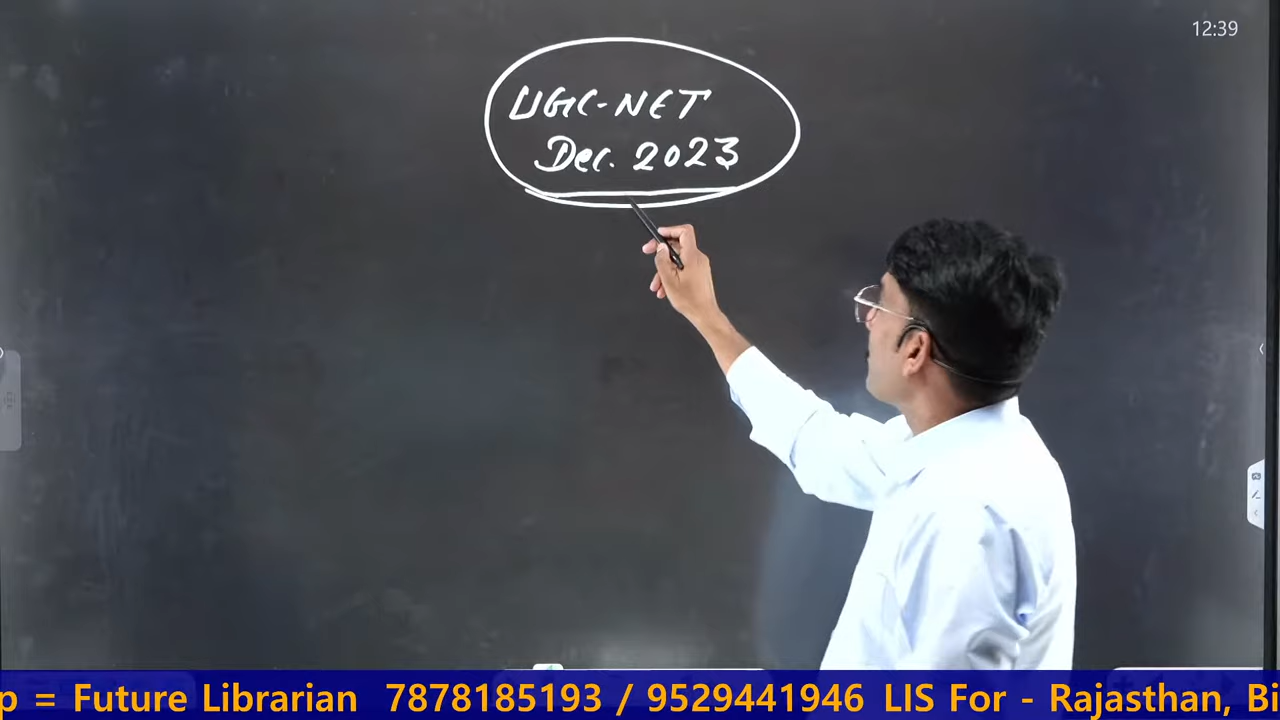 12:39
UGC-NET
Dec. 2023
p = Future Librarian 7878185193 / 9529441946 LIS For - Rajasthan, Bi